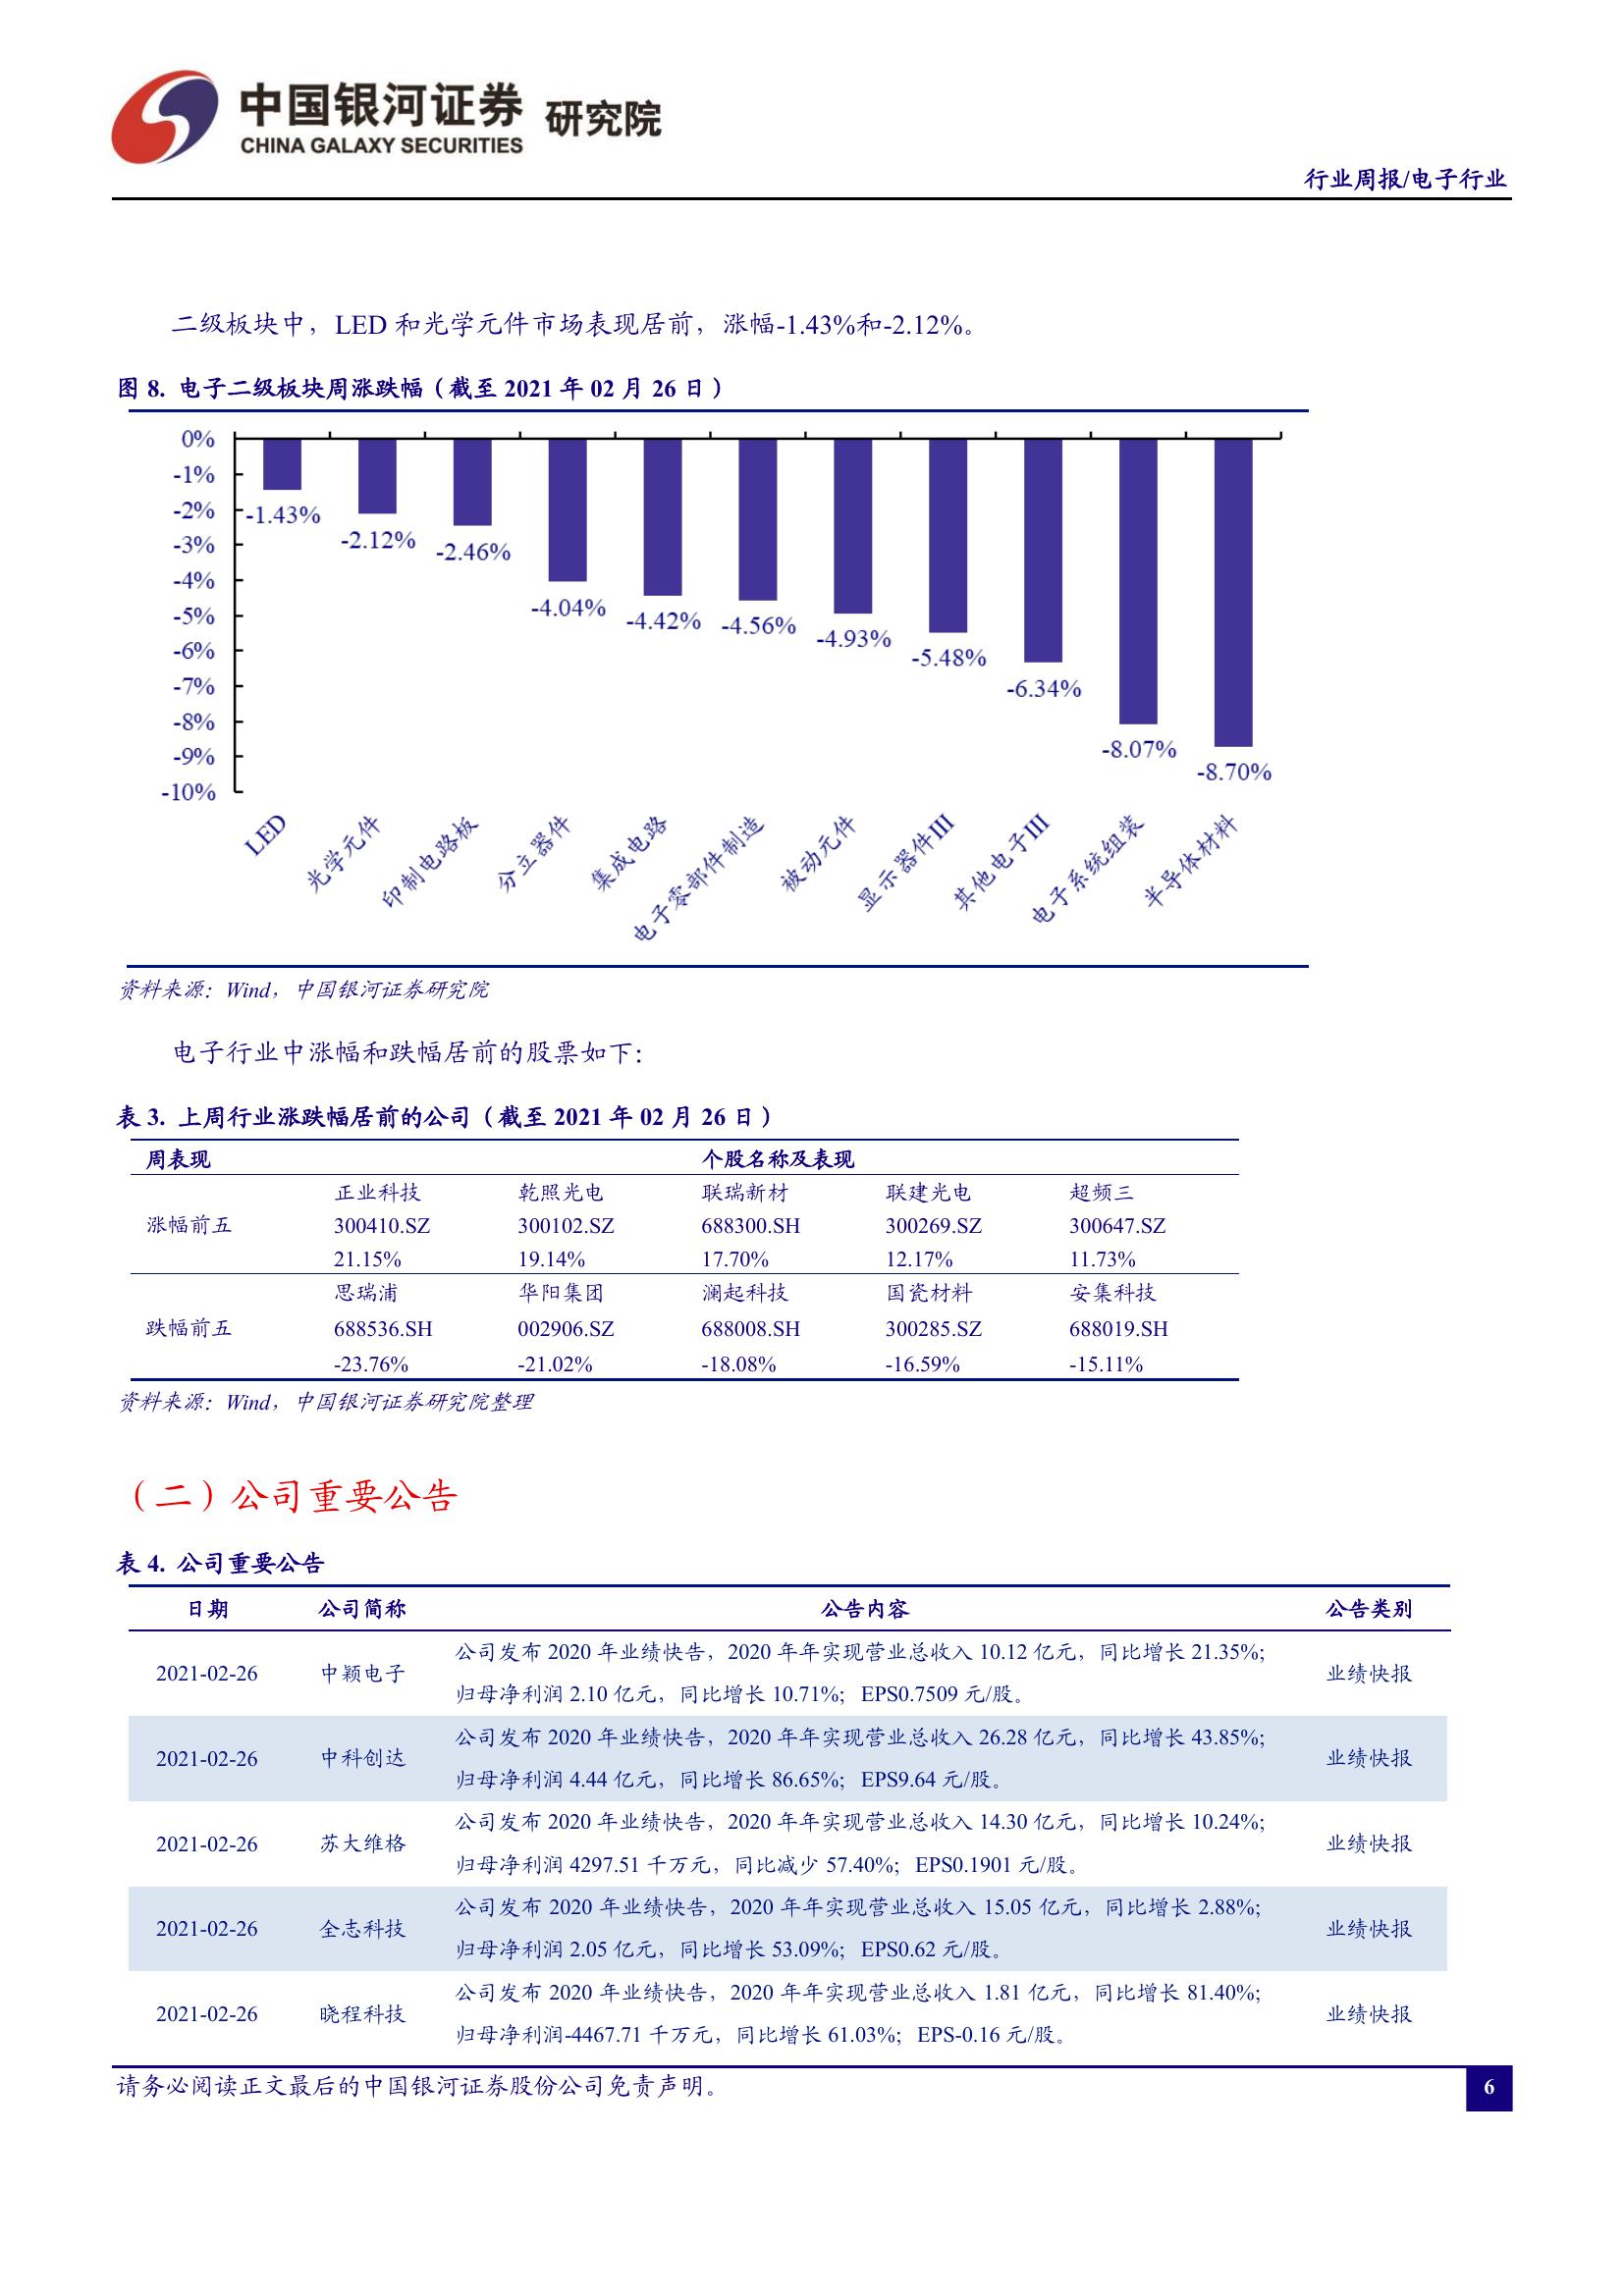 中国银河证券 研究院
CHINA GALAXY SECURITIES
行业周报/电子行业
二级板块中，LED 和光学元件市场表现居前，涨幅-1.43%和-2.12%。
图 8. 电子二级板块周涨跌幅（截至 2021 年 02 月 26 日）
0%
-1%
-2%
-3%
-4%
-5%
-6%
-7%
-8%
-9%
-10%
-1.43%
-2.12%
-2.46%
-4.04%
-4.42%
-4.56%
-4.93%
-5.48%
-6.34%
-8.07%
-8.70%
LED
光学元件
印制电路板
分立器件
集成电路
电子零部件制造
被动元件
显示器件III
其他电子III
电子系统组装
半导体材料
资料来源：Wind，中国银河证券研究院
电子行业中涨幅和跌幅居前的股票如下：
表 3. 上周行业涨跌幅居前的公司（截至 2021 年 02 月 26 日）
周表现 个股名称及表现
正业科技 乾照光电 联瑞新材 联建光电 超频三
涨幅前五 300410.SZ 300102.SZ 688300.SH 300269.SZ 300647.SZ
21.15% 19.14% 17.70% 12.17% 11.73%
思瑞浦 华阳集团 澜起科技 国瓷材料 安集科技
跌幅前五 688536.SH 002906.SZ 688008.SH 300285.SZ 688019.SH
-23.76% -21.02% -18.08% -16.59% -15.11%
资料来源：Wind，中国银河证券研究院整理
（二）公司重要公告
表 4. 公司重要公告
日期 公司简称 公告内容 公告类别
公司发布 2020 年业绩快告，2020 年年实现营业总收入 10.12 亿元，同比增长 21.35%；
2021-02-26 中颖电子 业绩快报
归母净利润 2.10 亿元，同比增长 10.71%；EPS0.7509 元/股。
公司发布 2020 年业绩快告，2020 年年实现营业总收入 26.28 亿元，同比增长 43.85%；
2021-02-26 中科创达 业绩快报
归母净利润 4.44 亿元，同比增长 86.65%；EPS9.64 元/股。
公司发布 2020 年业绩快告，2020 年年实现营业总收入 14.30 亿元，同比增长 10.24%；
2021-02-26 苏大维格 业绩快报
归母净利润 4297.51 千万元，同比减少 57.40%；EPS0.1901 元/股。
公司发布 2020 年业绩快告，2020 年年实现营业总收入 15.05 亿元，同比增长 2.88%；
2021-02-26 全志科技 业绩快报
归母净利润 2.05 亿元，同比增长 53.09%；EPS0.62 元/股。
公司发布 2020 年业绩快告，2020 年年实现营业总收入 1.81 亿元，同比增长 81.40%；
2021-02-26 晓程科技 业绩快报
归母净利润-4467.71 千万元，同比增长 61.03%；EPS-0.16 元/股。
请务必阅读正文最后的中国银河证券股份公司免责声明。
6